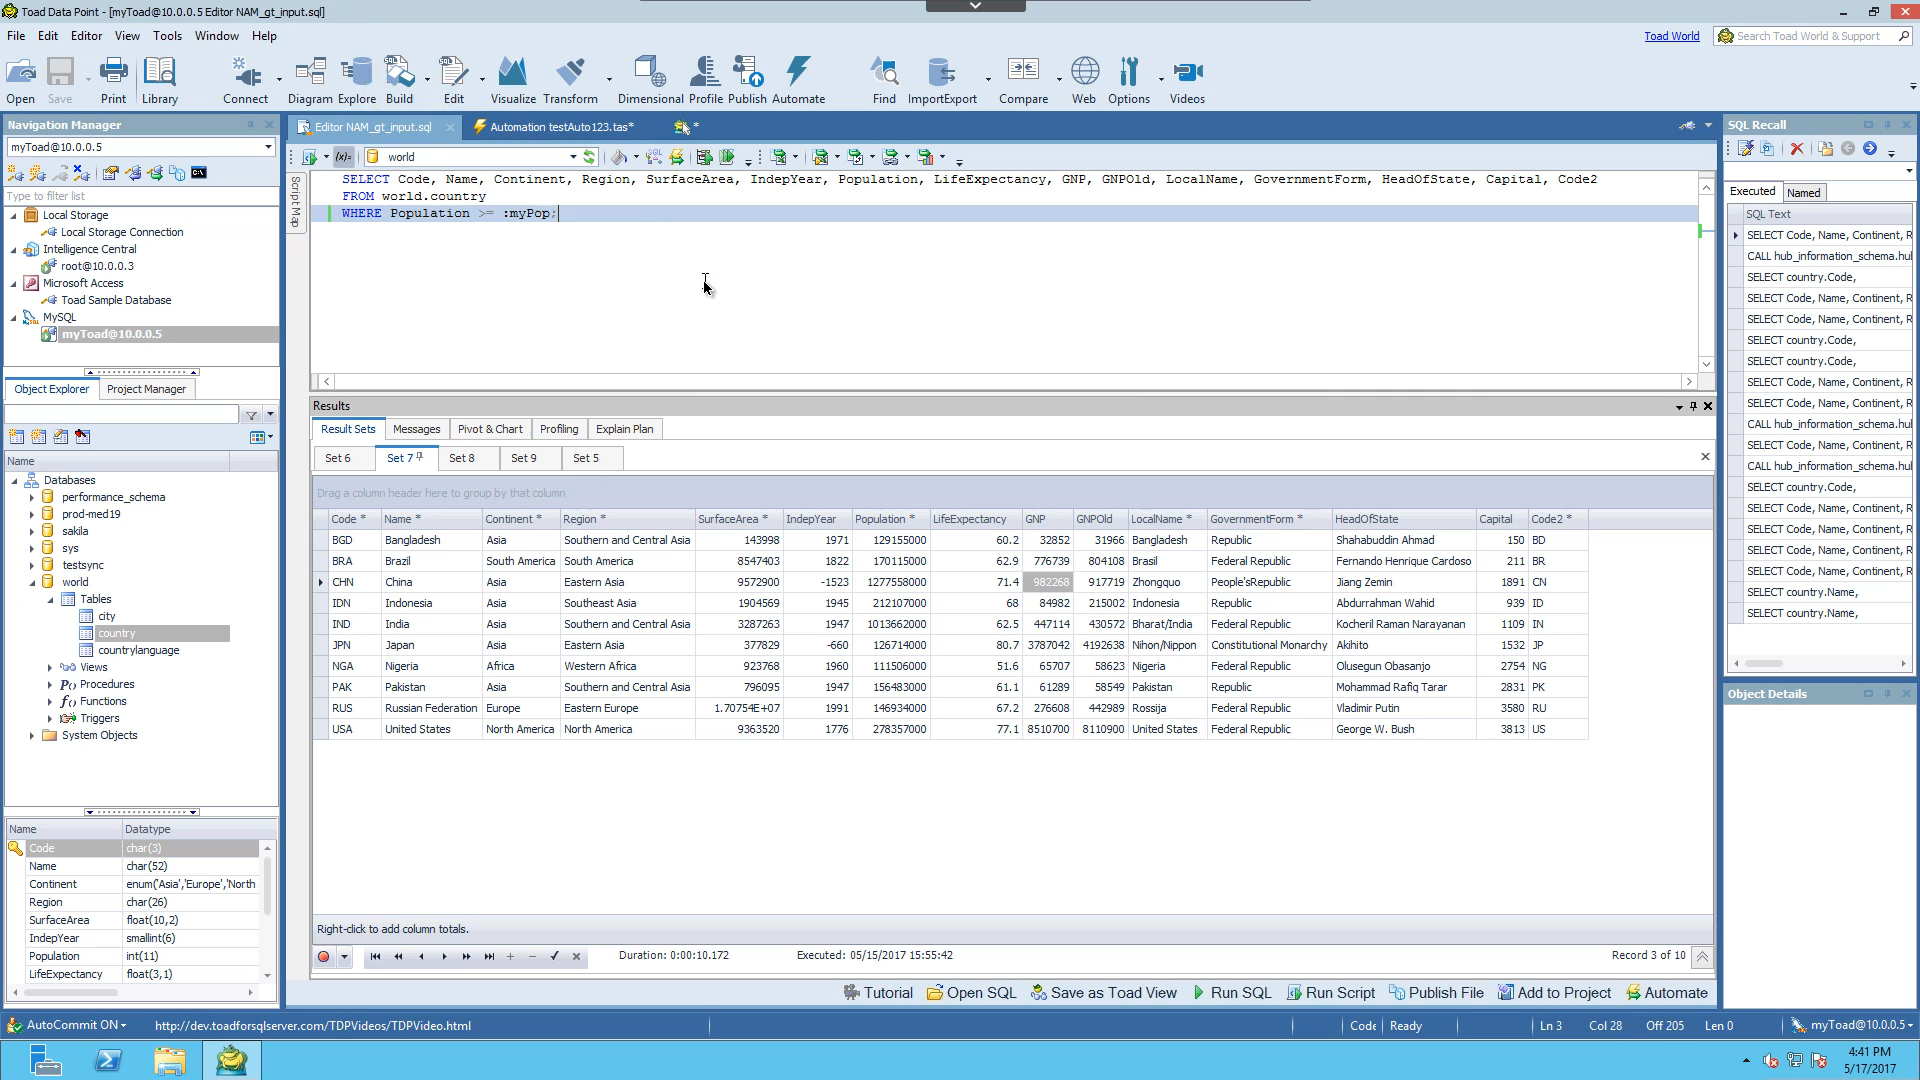 Toad Data Point - [myToad@10.0.0.5 Editor NAM_gt_input.sql]
File Edit Editor View Tools Window Help
Toad World
Search Toad World & Support
Open Save Print Library Connect Diagram Explore Build Edit Visualize Transform Dimensional Profile Publish Automate Find ImportExport Compare Web Options Videos
Navigation Manager
myToad@10.0.0.5
Type to filter list
Local Storage
Local Storage Connection
Intelligence Central
root@10.0.0.3
Microsoft Access
Toad Sample Database
MySQL
myToad@10.0.0.5
Object Explorer Project Manager
Name
Databases
performance_schema
prod-med19
sakila
sys
testsync
world
Tables
city
country
countrylanguage
Views
Procedures
Functions
Triggers
System Objects
Name Datatype
Code char(3)
Name char(52)
Continent enum('Asia','Europe','North
Region char(26)
SurfaceArea float(10,2)
IndepYear smallint(6)
Population int(11)
LifeExpectancy float(3,1)
Editor NAM_gt_input.sql Automation testAuto123.tas* *
(x)= world
Script Map
SELECT Code, Name, Continent, Region, SurfaceArea, IndepYear, Population, LifeExpectancy, GNP, GNPOld, LocalName, GovernmentForm, HeadOfState, Capital, Code2
FROM world.country
WHERE Population >= :myPop;
Results
Result Sets Messages Pivot & Chart Profiling Explain Plan
Set 6 Set 7 Set 8 Set 9 Set 5
Drag a column header here to group by that column
Code * Name * Continent * Region * SurfaceArea * IndepYear Population * LifeExpectancy GNP GNPOld LocalName * GovernmentForm * HeadOfState Capital Code2 *
BGD Bangladesh Asia Southern and Central Asia 143998 1971 129155000 60.2 32852 31966 Bangladesh Republic Shahabuddin Ahmad 150 BD
BRA Brazil South America South America 8547403 1822 170115000 62.9 776739 804108 Brasil Federal Republic Fernando Henrique Cardoso 211 BR
CHN China Asia Eastern Asia 9572900 -1523 1277558000 71.4 982268 917719 Zhongquo People'sRepublic Jiang Zemin 1891 CN
IDN Indonesia Asia Southeast Asia 1904569 1945 212107000 68 84982 215002 Indonesia Republic Abdurrahman Wahid 939 ID
IND India Asia Southern and Central Asia 3287263 1947 1013662000 62.5 447114 430572 Bharat/India Federal Republic Kocheril Raman Narayanan 1109 IN
JPN Japan Asia Eastern Asia 377829 -660 126714000 80.7 3787042 4192638 Nihon/Nippon Constitutional Monarchy Akihito 1532 JP
NGA Nigeria Africa Western Africa 923768 1960 111506000 51.6 65707 58623 Nigeria Federal Republic Olusegun Obasanjo 2754 NG
PAK Pakistan Asia Southern and Central Asia 796095 1947 156483000 61.1 61289 58549 Pakistan Republic Mohammad Rafiq Tarar 2831 PK
RUS Russian Federation Europe Eastern Europe 1.70754E+07 1991 146934000 67.2 276608 442989 Rossija Federal Republic Vladimir Putin 3580 RU
USA United States North America North America 9363520 1776 278357000 77.1 8510700 8110900 United States Federal Republic George W. Bush 3813 US
Right-click to add column totals.
Duration: 0:00:10.172 Executed: 05/15/2017 15:55:42 Record 3 of 10
Tutorial Open SQL Save as Toad View Run SQL Run Script Publish File Add to Project Automate
SQL Recall
Executed Named
SQL Text
SELECT Code, Name, Continent, R
CALL hub_information_schema.hul
SELECT country.Code,
SELECT Code, Name, Continent, R
SELECT Code, Name, Continent, R
SELECT country.Code,
SELECT country.Code,
SELECT Code, Name, Continent, R
SELECT Code, Name, Continent, R
CALL hub_information_schema.hul
SELECT Code, Name, Continent, R
CALL hub_information_schema.hul
SELECT country.Code,
SELECT Code, Name, Continent, R
SELECT Code, Name, Continent, R
SELECT Code, Name, Continent, R
SELECT Code, Name, Continent, R
SELECT country.Name,
SELECT country.Name,
Object Details
AutoCommit ON http://dev.toadforsqlserver.com/TDPVideos/TDPVideo.html Code Ready Ln 3 Col 28 Off 205 Len 0 myToad@10.0.0.5
4:41 PM
5/17/2017